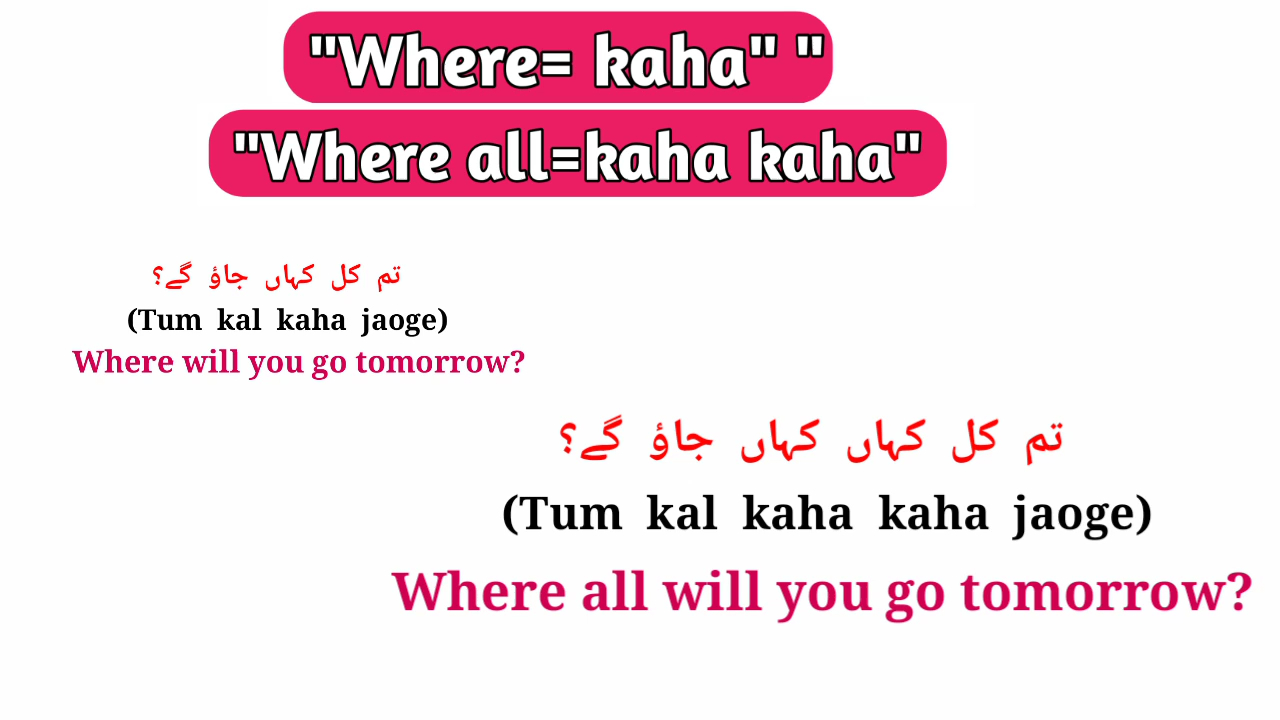 "Where= kaha" "
"Where all=kaha kaha"
تم کل کہاں جاؤ گے؟
(Tum kal kaha jaoge)
Where will you go tomorrow?
تم کل کہاں کہاں جاؤ گے؟
(Tum kal kaha kaha jaoge)
Where all will you go tomorrow?